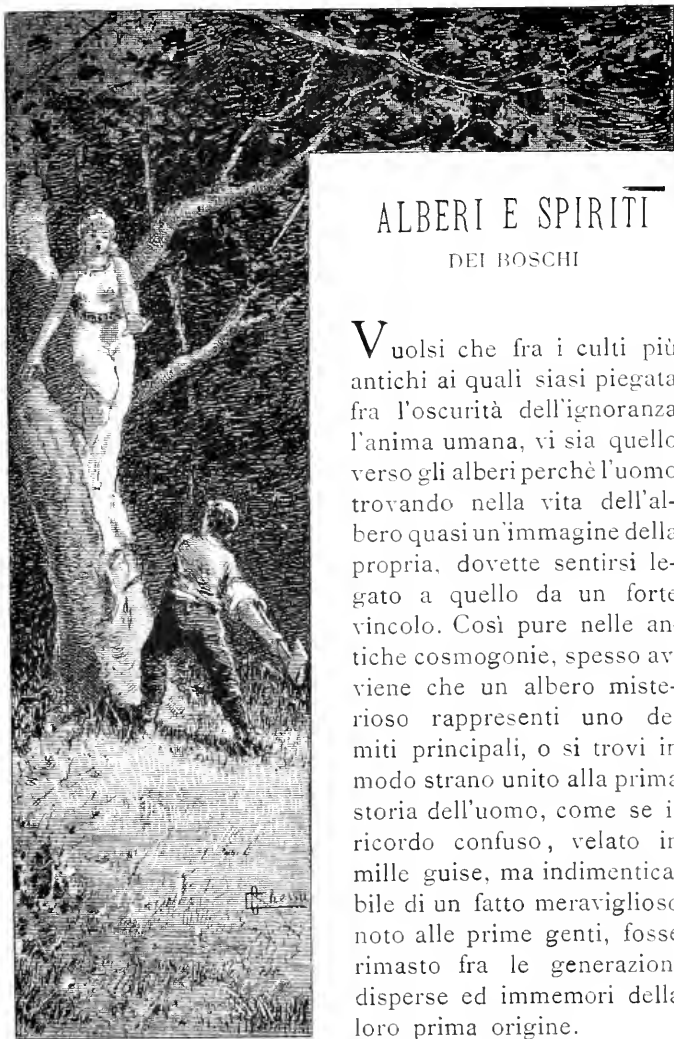 ALBERI E SPIRITI
DEI BOSCHI
Vuolsi che fra i culti più
antichi ai quali siasi piegata
fra l'oscurità dell'ignoranza
l'anima umana, vi sia quello
verso gli alberi perchè l'uomo
trovando nella vita dell'al-
bero quasi un'immagine della
propria, dovette sentirsi le-
gato a quello da un forte
vincolo. Così pure nelle an
tiche cosmogonie, spesso av
viene che un albero miste-
rioso rappresenti uno de
miti principali, o si trovi in
modo strano unito alla prima
storia dell'uomo, come se i
ricordo confuso, velato in
mille guise, ma indimentica
bile di un fatto meraviglioso
noto alle prime genti, fosse
rimasto fra le generazion
disperse ed immemori della
loro prima origine.